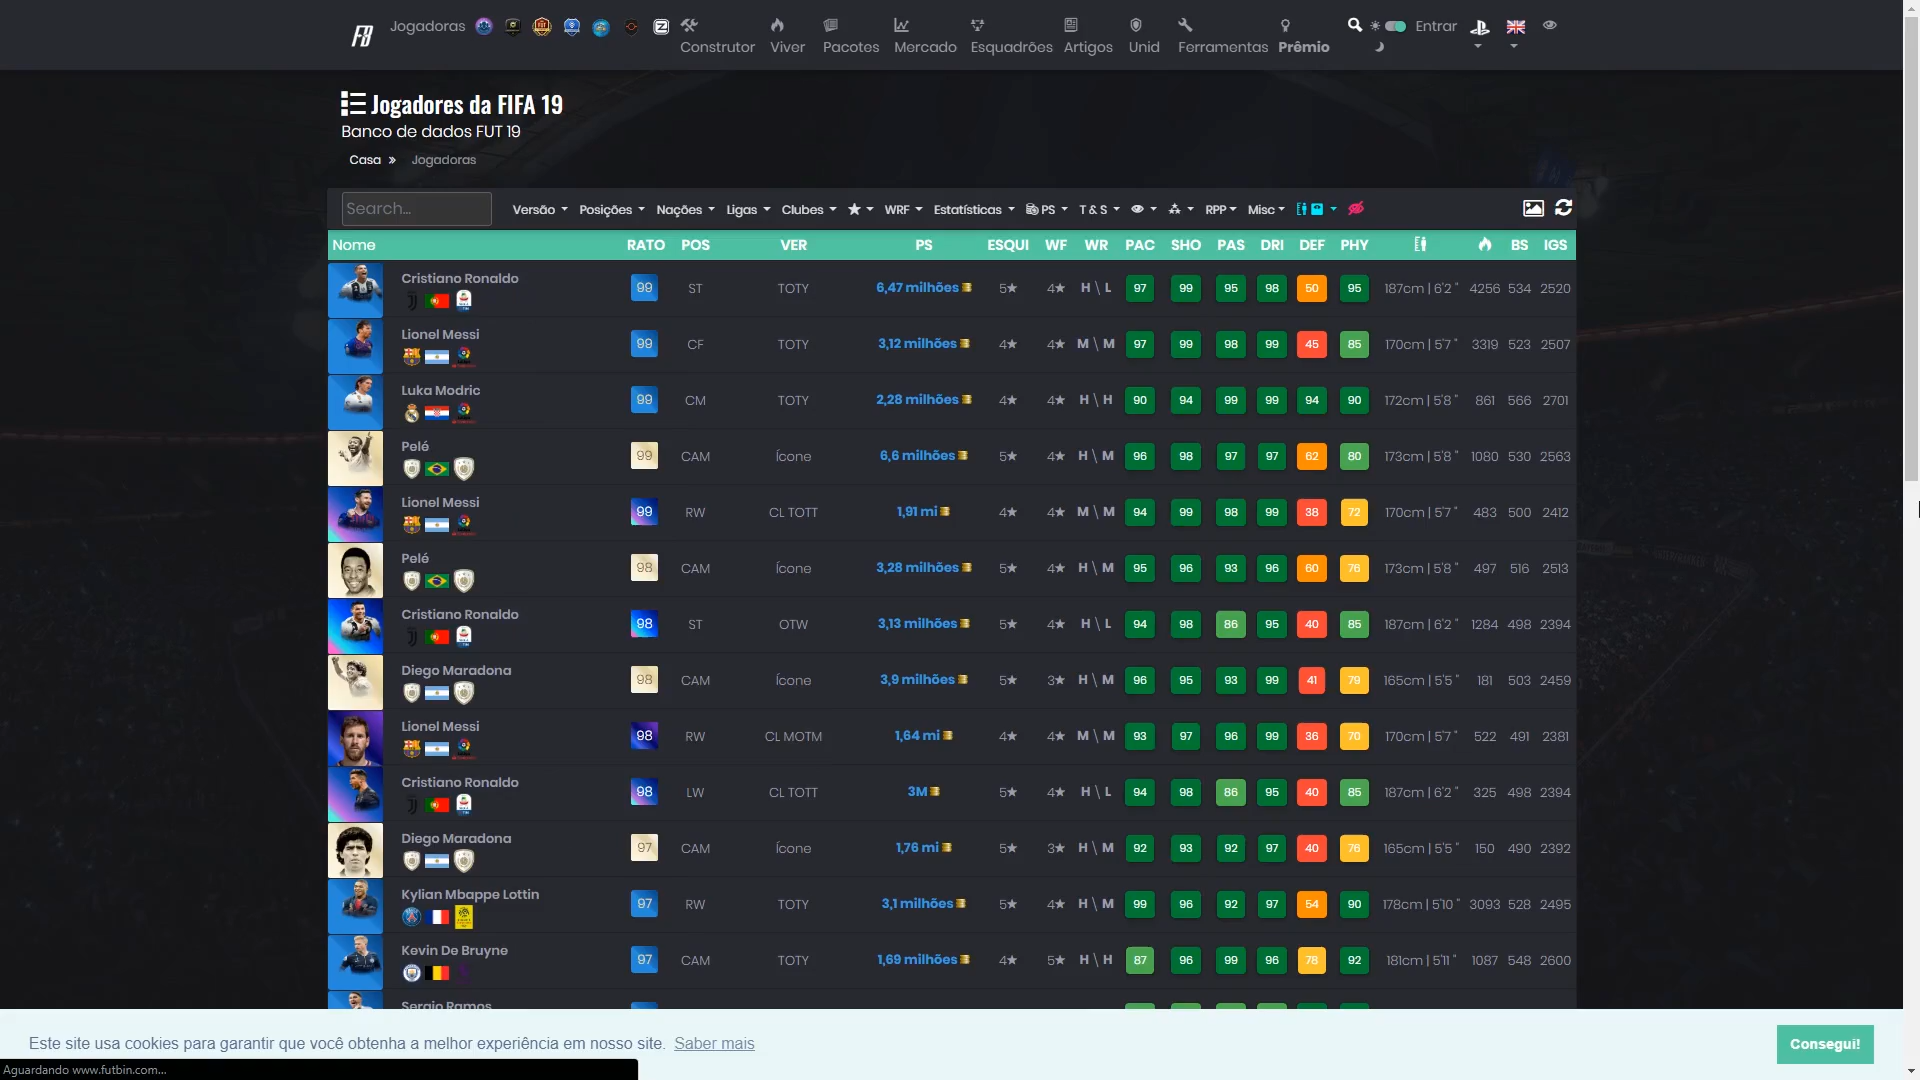 FB Jogadoras Construtor Viver Pacotes Mercado Esquadrões Artigos Unid Ferramentas Prêmio Entrar
Jogadores da FIFA 19
Banco de dados FUT 19
Casa » Jogadoras
Search... Versão Posições Nações Ligas Clubes WRF Estatísticas PS T & S RPP Misc
Nome RATO POS VER PS ESQUI WF WR PAC SHO PAS DRI DEF PHY BS IGS
Cristiano Ronaldo 99 ST TOTY 6,47 milhões 5★ 4★ H \ L 97 99 95 98 50 95 187cm | 6'2 " 4256 534 2520
Lionel Messi 99 CF TOTY 3,12 milhões 4★ 4★ M \ M 97 99 98 99 45 85 170cm | 5'7 " 3319 523 2507
Luka Modric 99 CM TOTY 2,28 milhões 4★ 4★ H \ H 90 94 99 99 94 90 172cm | 5'8 " 861 566 2701
Pelé 99 CAM Ícone 6,6 milhões 5★ 4★ H \ M 96 98 97 97 62 80 173cm | 5'8 " 1080 530 2563
Lionel Messi 99 RW CL TOTT 1,91 mi 4★ 4★ M \ M 94 99 98 99 38 72 170cm | 5'7 " 483 500 2412
Pelé 98 CAM Ícone 3,28 milhões 5★ 4★ H \ M 95 96 93 96 60 76 173cm | 5'8 " 497 516 2513
Cristiano Ronaldo 98 ST OTW 3,13 milhões 5★ 4★ H \ L 94 98 86 95 40 85 187cm | 6'2 " 1284 498 2394
Diego Maradona 98 CAM Ícone 3,9 milhões 5★ 3★ H \ M 96 95 93 99 41 79 165cm | 5'5 " 181 503 2459
Lionel Messi 98 RW CL MOTM 1,64 mi 4★ 4★ M \ M 93 97 96 99 36 70 170cm | 5'7 " 522 491 2381
Cristiano Ronaldo 98 LW CL TOTT 3M 5★ 4★ H \ L 94 98 86 95 40 85 187cm | 6'2 " 325 498 2394
Diego Maradona 97 CAM Ícone 1,76 mi 5★ 3★ H \ M 92 93 92 97 40 76 165cm | 5'5 " 150 490 2392
Kylian Mbappe Lottin 97 RW TOTY 3,1 milhões 5★ 4★ H \ M 99 96 92 97 54 90 178cm | 5'10 " 3093 528 2495
Kevin De Bruyne 97 CAM TOTY 1,69 milhões 4★ 5★ H \ H 87 96 99 96 78 92 181cm | 5'11 " 1087 548 2600
Sergio Ramos
Este site usa cookies para garantir que você obtenha a melhor experiência em nosso site. Saber mais Consegui!
Aguardando www.futbin.com...